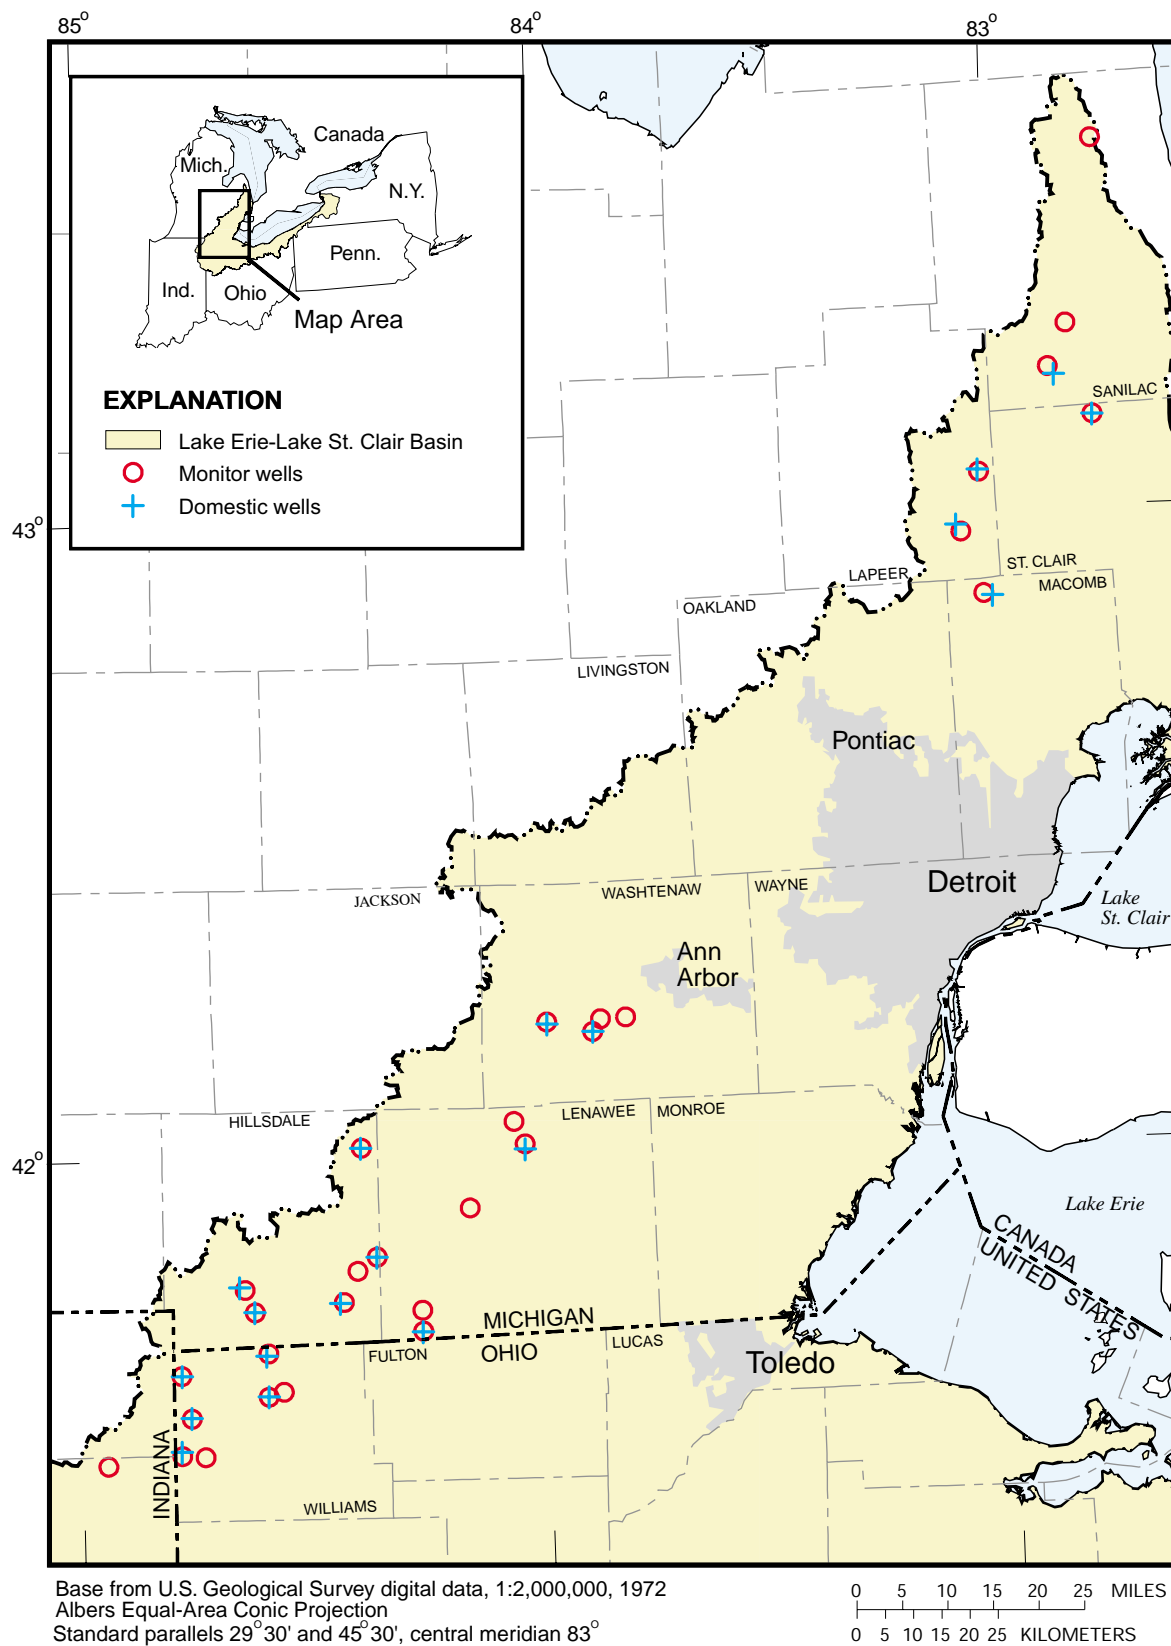 85°
84°
83°
Canada
Mich.
N.Y.
Penn.
Ind.
Ohio
Map Area
EXPLANATION
Lake Erie-Lake St. Clair Basin
Monitor wells
Domestic wells
SANILAC
43°
ST. CLAIR
LAPEER
MACOMB
OAKLAND
LIVINGSTON
Pontiac
Detroit
WASHTENAW
WAYNE
JACKSON
Lake
St. Clair
Ann
Arbor
HILLSDALE
LENAWEE
MONROE
42°
Lake Erie
CANADA
UNITED STATES
MICHIGAN
OHIO
FULTON
LUCAS
Toledo
INDIANA
WILLIAMS
Base from U.S. Geological Survey digital data, 1:2,000,000, 1972
Albers Equal-Area Conic Projection
Standard parallels 29°30' and 45°30', central meridian 83°
0 5 10 15 20 25 MILES
0 5 10 15 20 25 KILOMETERS